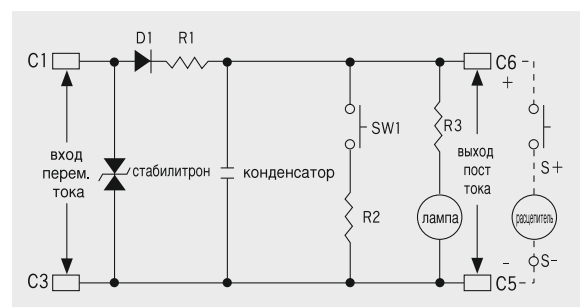 D1
R1
C1
C6
+
SW1
R3
S+
вход
перем.
тока
стабилитрон
конденсатор
выход
пост
тока
R2
лампа
расцепитель
-
S-
C3
C5